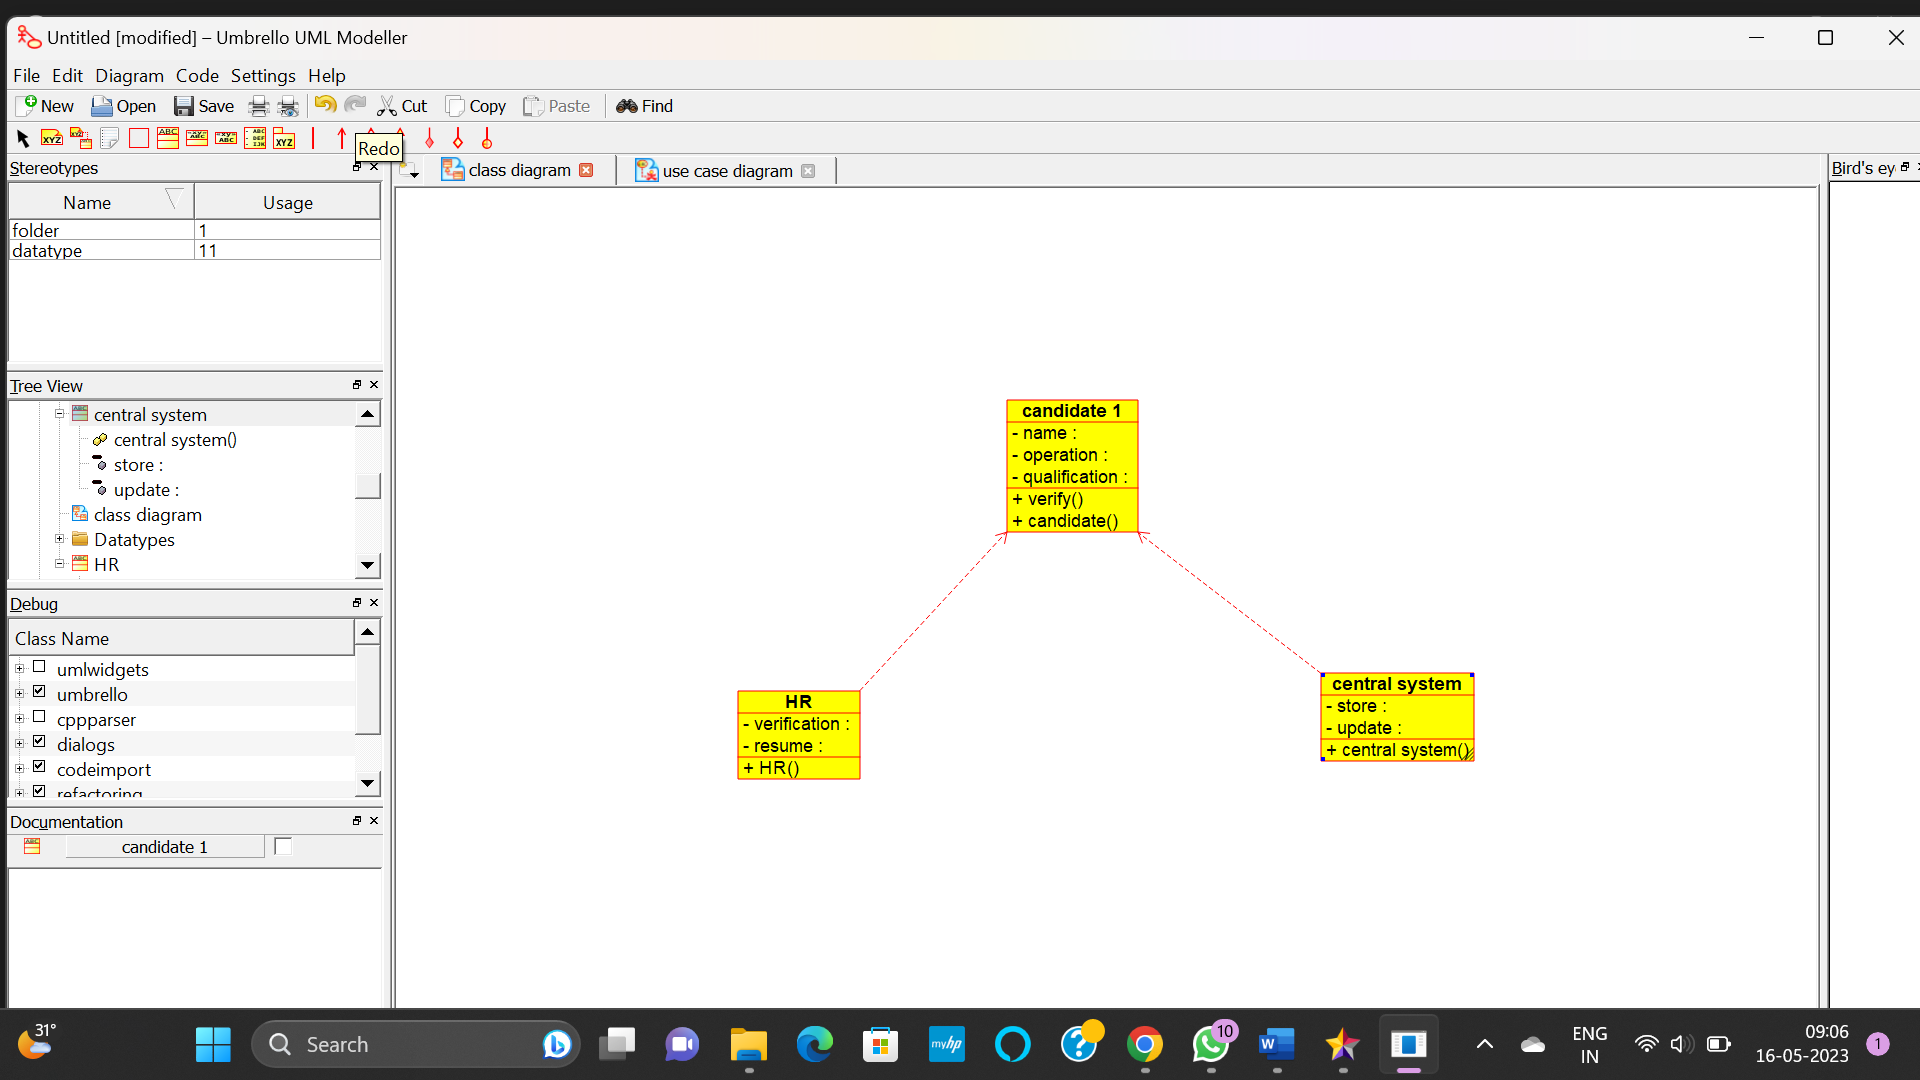 Untitled [modified] – Umbrello UML Modeller
File Edit Diagram Code Settings Help
New Open Save Cut Copy Paste Find
Redo
Stereotypes
Name Usage
folder 1
datatype 11
class diagram use case diagram
Bird's ey
Tree View
central system
central system()
store :
update :
class diagram
Datatypes
HR
Debug
Class Name
umlwidgets
umbrello
cppparser
dialogs
codeimport
refactoring
Documentation
candidate 1
candidate 1
- name :
- operation :
- qualification :
+ verify()
+ candidate()
HR
- verification :
- resume :
+ HR()
central system
- store :
- update :
+ central system()
31°
Search
myhp
10
ENG
IN
09:06
16-05-2023
1